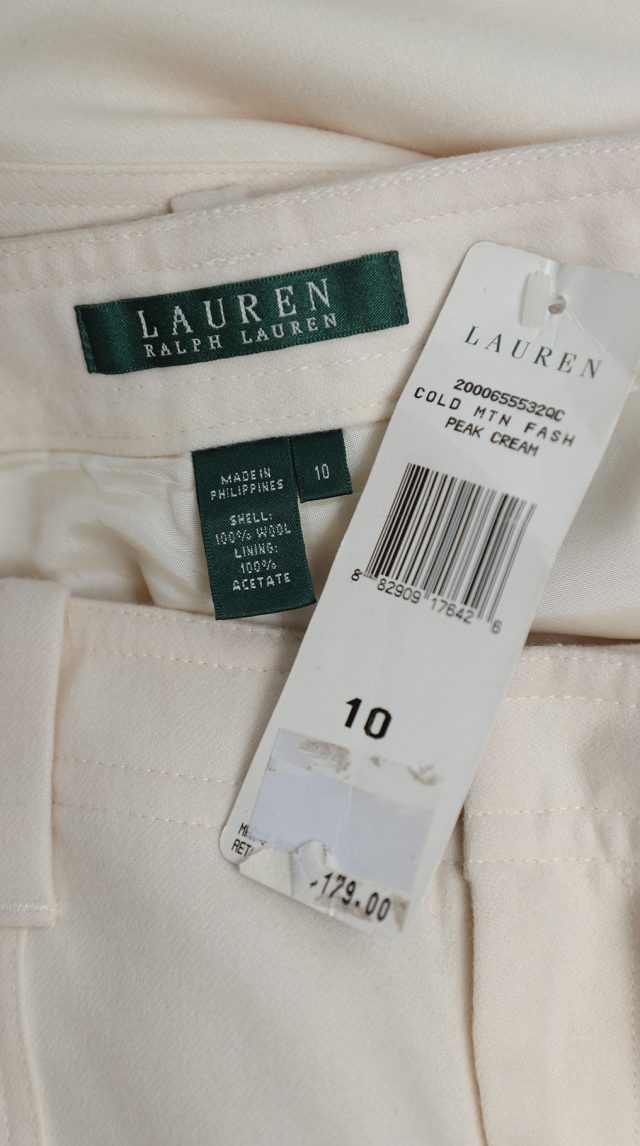 LAUREN
RALPH LAUREN
MADE IN
PHILIPPINES
10
SHELL:
100% WOOL
LINING:
100%
ACETATE
LAUREN
2000655532QC
COLD MTN FASH
PEAK CREAM
8 82909 17642 6
10
179.00